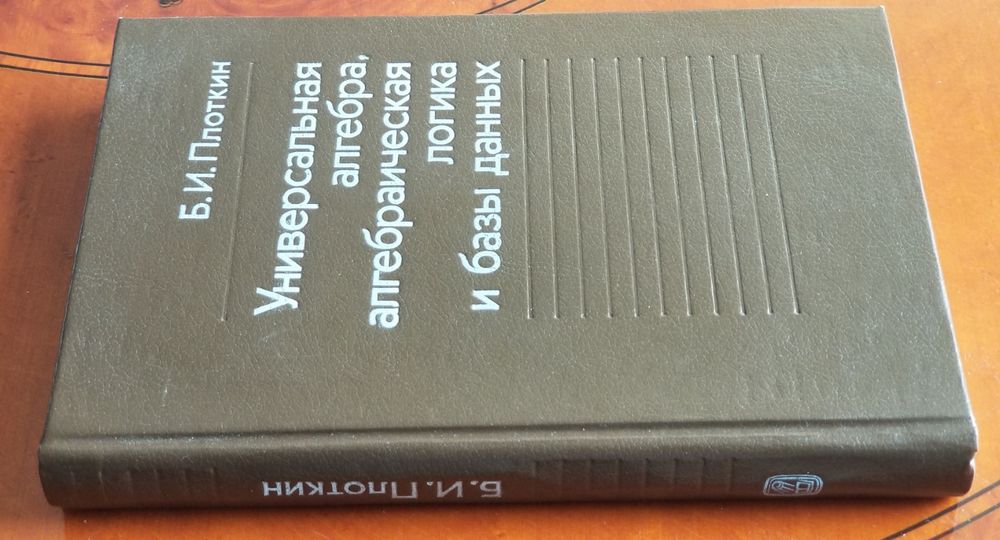 Б. И. Плоткин
Универсальная
алгебра,
алгебраическая
логика
и базы данных
Б. И. Плоткин